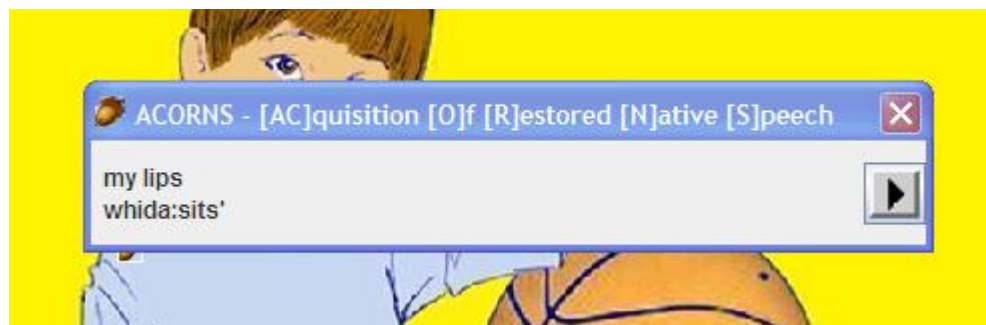 ACORNS - [AC]quisition [O]f [R]estored [N]ative [S]peech
my lips
whida:sits'